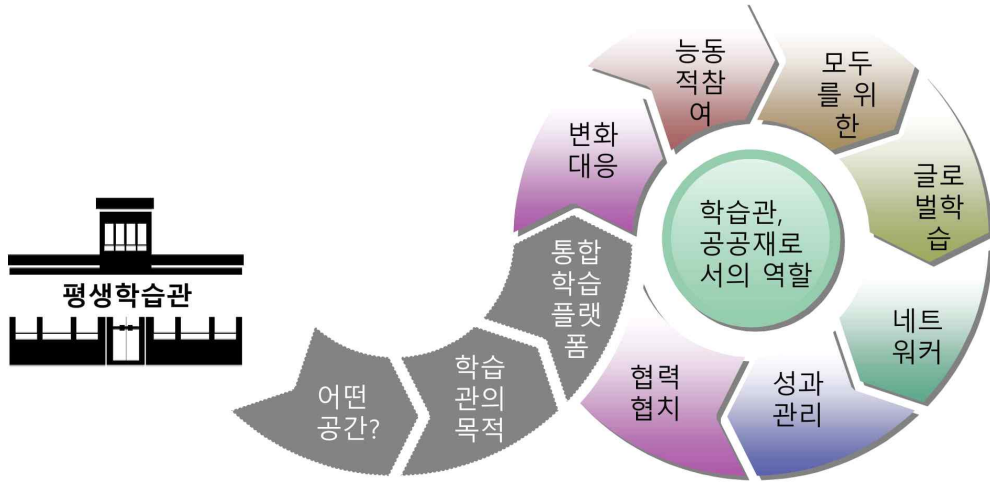 평생학습관
어떤
공간?
학습
관의
목적
통합
학습
플랫
폼
변화
대응
능동
적참
여
모두
를 위
한
글로
벌학
습
네트
워커
성과
관리
협력
협치
학습관,
공공재로
서의 역할